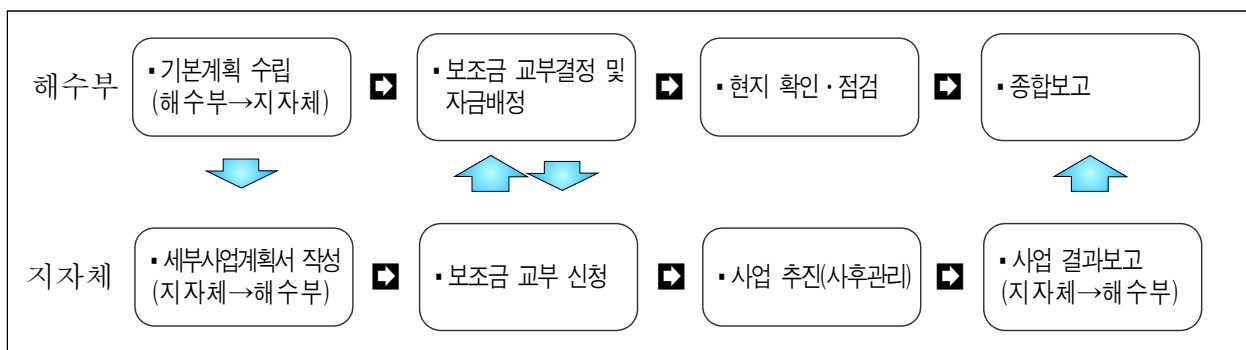 해수부
▪ 기본계획 수립
(해수부→지자체)
▪ 보조금 교부결정 및
자금배정
▪ 현지 확인·점검
▪ 종합보고
지자체
▪ 세부사업계획서 작성
(지자체→해수부)
▪ 보조금 교부 신청
▪ 사업 추진(사후관리)
▪ 사업 결과보고
(지자체→해수부)